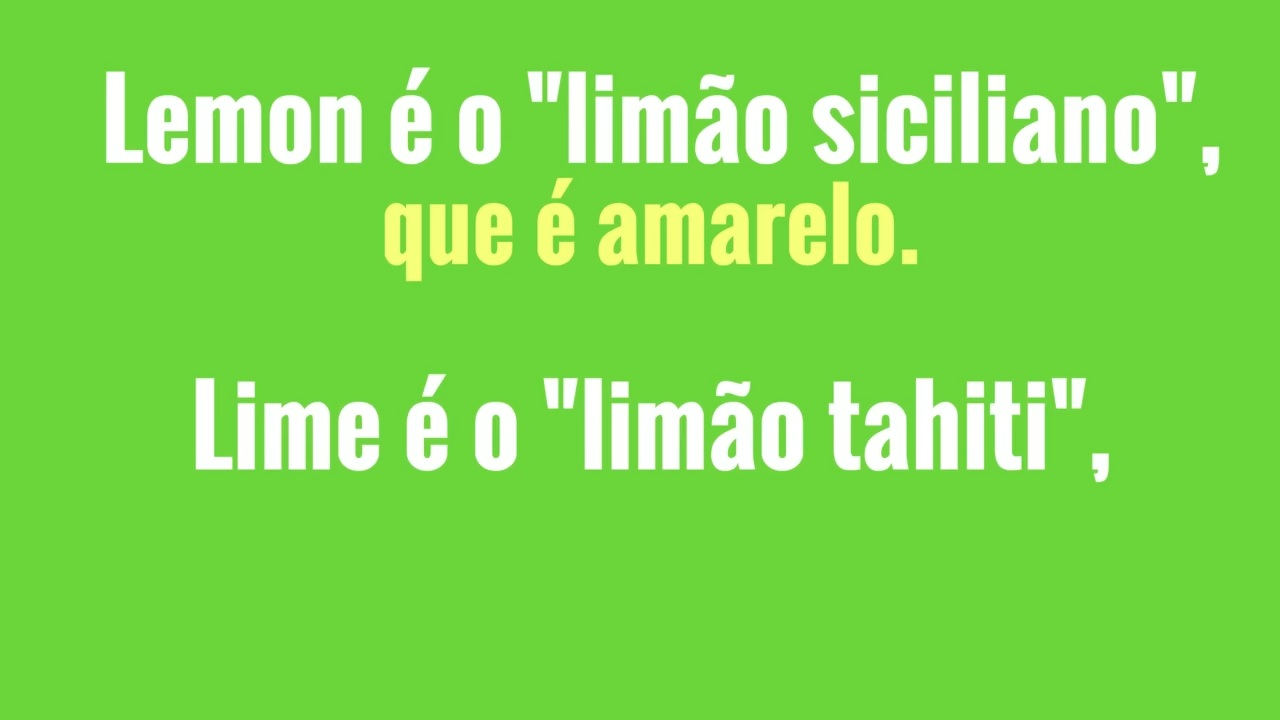 Lemon é o "limão siciliano",
que é amarelo.
Lime é o "limão tahiti",